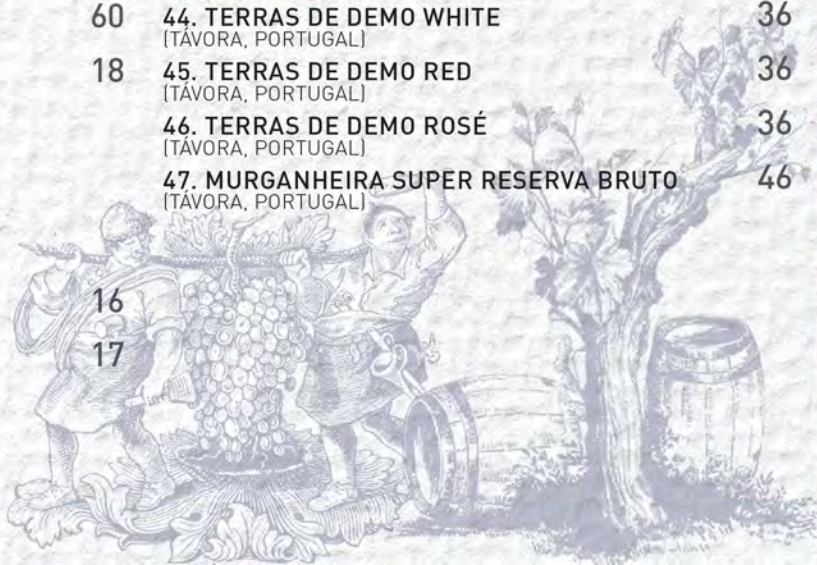 60
18
16
17
44. TERRAS DE DEMO WHITE 36
(TÁVORA, PORTUGAL)
45. TERRAS DE DEMO RED 36
(TÁVORA, PORTUGAL)
46. TERRAS DE DEMO ROSÉ 36
(TÁVORA, PORTUGAL)
47. MURGANHEIRA SUPER RESERVA BRUTO 46
(TÁVORA, PORTUGAL)